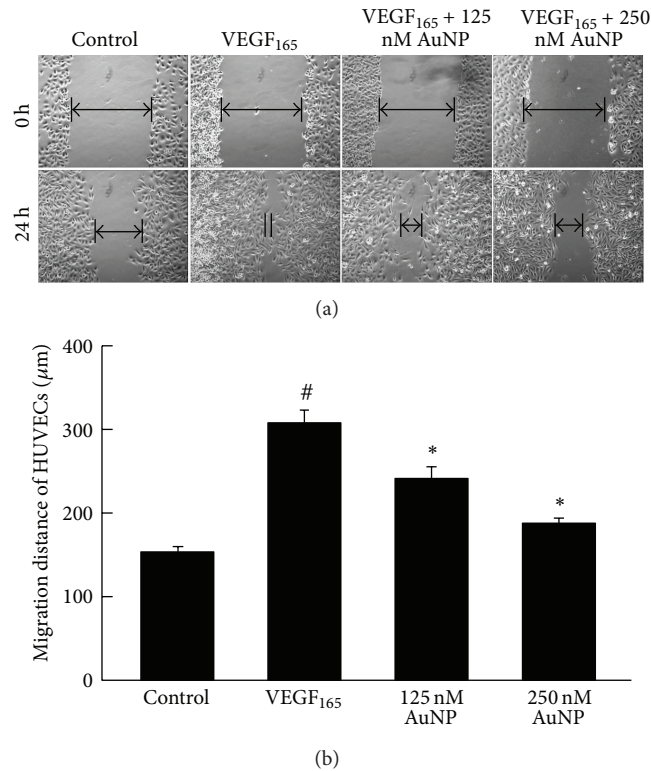 Control
VEGF₁₆₅
VEGF₁₆₅ + 125
nM AuNP
VEGF₁₆₅ + 250
nM AuNP
0 h
24 h
(a)
Migration distance of HUVECs (μm)
400
300
200
100
0
#
*
*
Control
VEGF₁₆₅
125 nM
AuNP
250 nM
AuNP
(b)